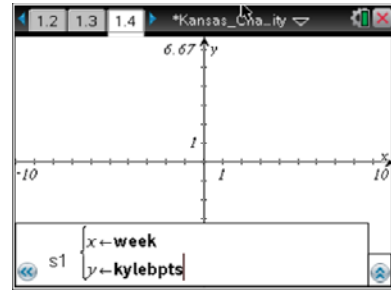 1.2 1.3 1.4 *Kansas_Cha…ity
6.67 y
1
x
-10 1 10
s1
x←week
y←kylebpts